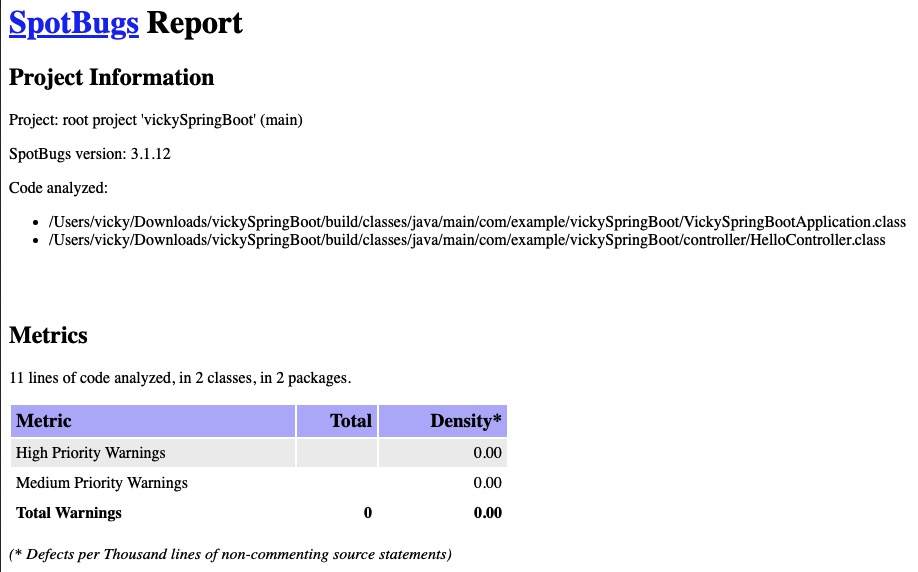 SpotBugs Report
Project Information
Project: root project 'vickySpringBoot' (main)
SpotBugs version: 3.1.12
Code analyzed:
• /Users/vicky/Downloads/vickySpringBoot/build/classes/java/main/com/example/vickySpringBoot/VickySpringBootApplication.class
• /Users/vicky/Downloads/vickySpringBoot/build/classes/java/main/com/example/vickySpringBoot/controller/HelloController.class
Metrics
11 lines of code analyzed, in 2 classes, in 2 packages.
Metric Total Density*
High Priority Warnings 0.00
Medium Priority Warnings 0.00
Total Warnings 0 0.00
(* Defects per Thousand lines of non-commenting source statements)